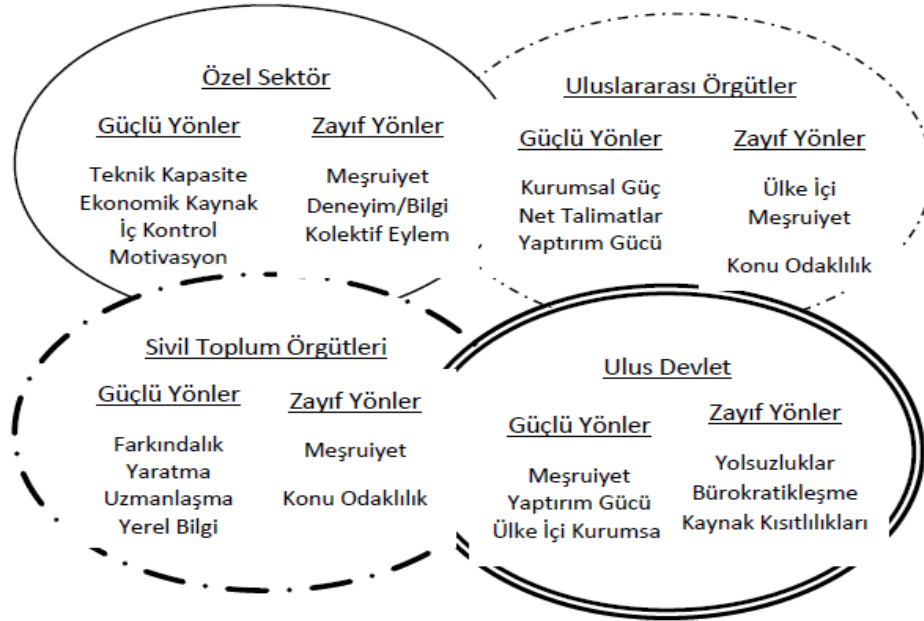 Özel Sektör
Güçlü Yönler
Teknik Kapasite
Ekonomik Kaynak
İç Kontrol
Motivasyon
Zayıf Yönler
Meşruiyet
Deneyim/Bilgi
Kolektif Eylem
Uluslararası Örgütler
Güçlü Yönler
Kurumsal Güç
Net Talimatlar
Yaptırım Gücü
Zayıf Yönler
Ülke İçi
Meşruiyet
Konu Odaklılık
Sivil Toplum Örgütleri
Güçlü Yönler
Farkındalık
Yaratma
Uzmanlaşma
Yerel Bilgi
Zayıf Yönler
Meşruiyet
Konu Odaklılık
Ulus Devlet
Güçlü Yönler
Meşruiyet
Yaptırım Gücü
Ülke İçi Kurumsa
Zayıf Yönler
Yolsuzluklar
Bürokratikleşme
Kaynak Kısıtlılıkları